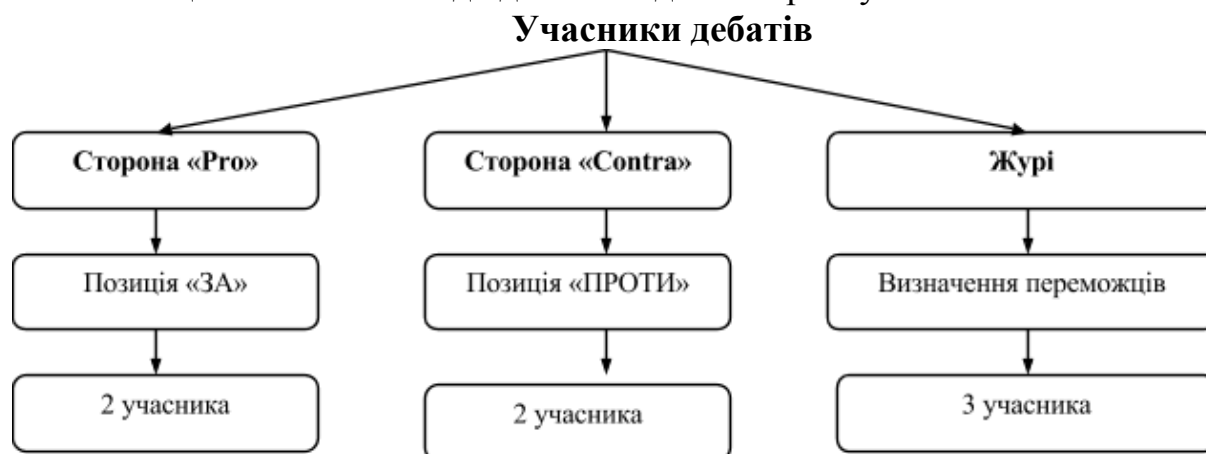 Учасники дебатів
Сторона «Pro»
Сторона «Contra»
Журі
Позиція «ЗА»
Позиція «ПРОТИ»
Визначення переможців
2 учасника
2 учасника
3 учасника